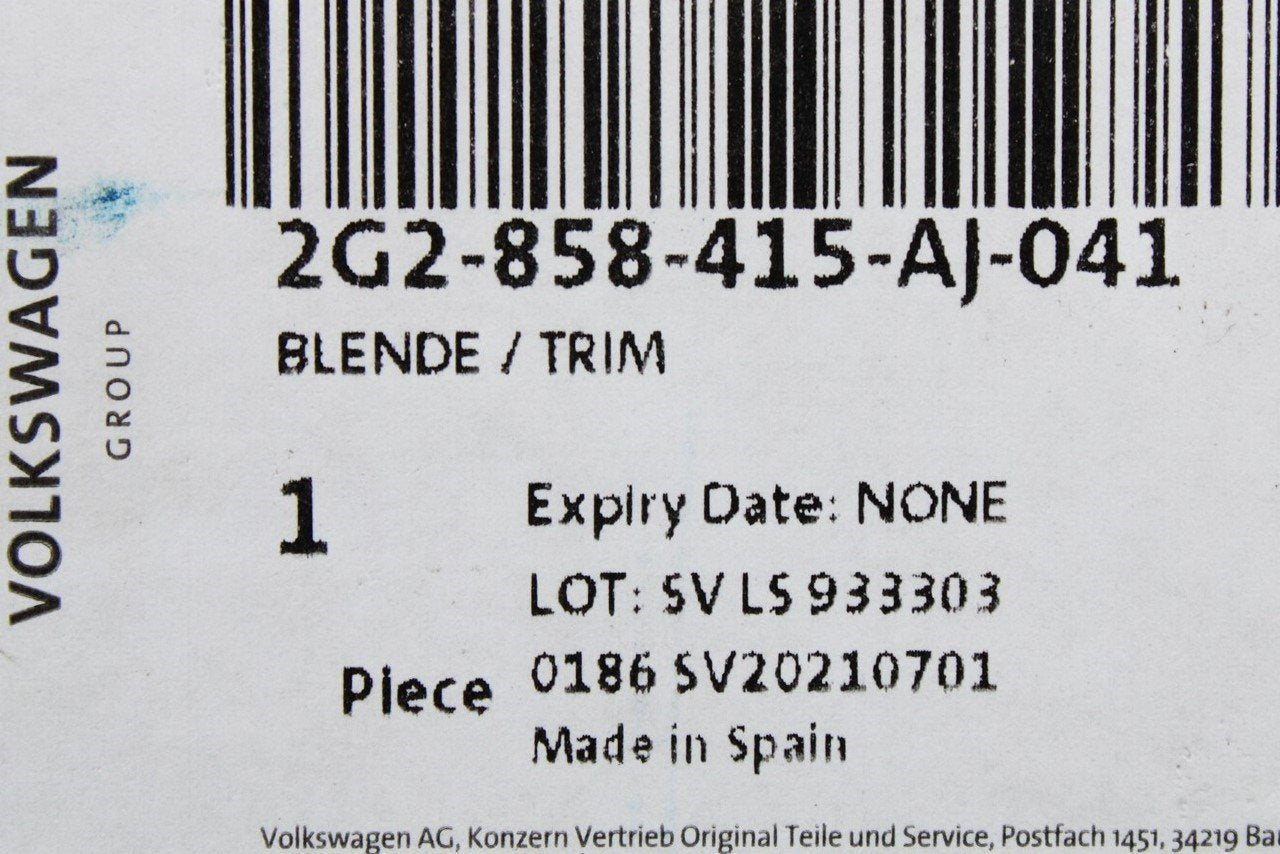 VOLKSWAGEN
GROUP
2G2-858-415-AJ-041
BLENDE / TRIM
1
Piece
Expiry Date: NONE
LOT: SV LS 933303
0186 SV20210701
Made in Spain
Volkswagen AG, Konzern Vertrieb Original Teile und Service, Postfach 1451, 34219